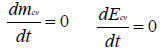 dm_cv/dt = 0    dE_cv/dt = 0